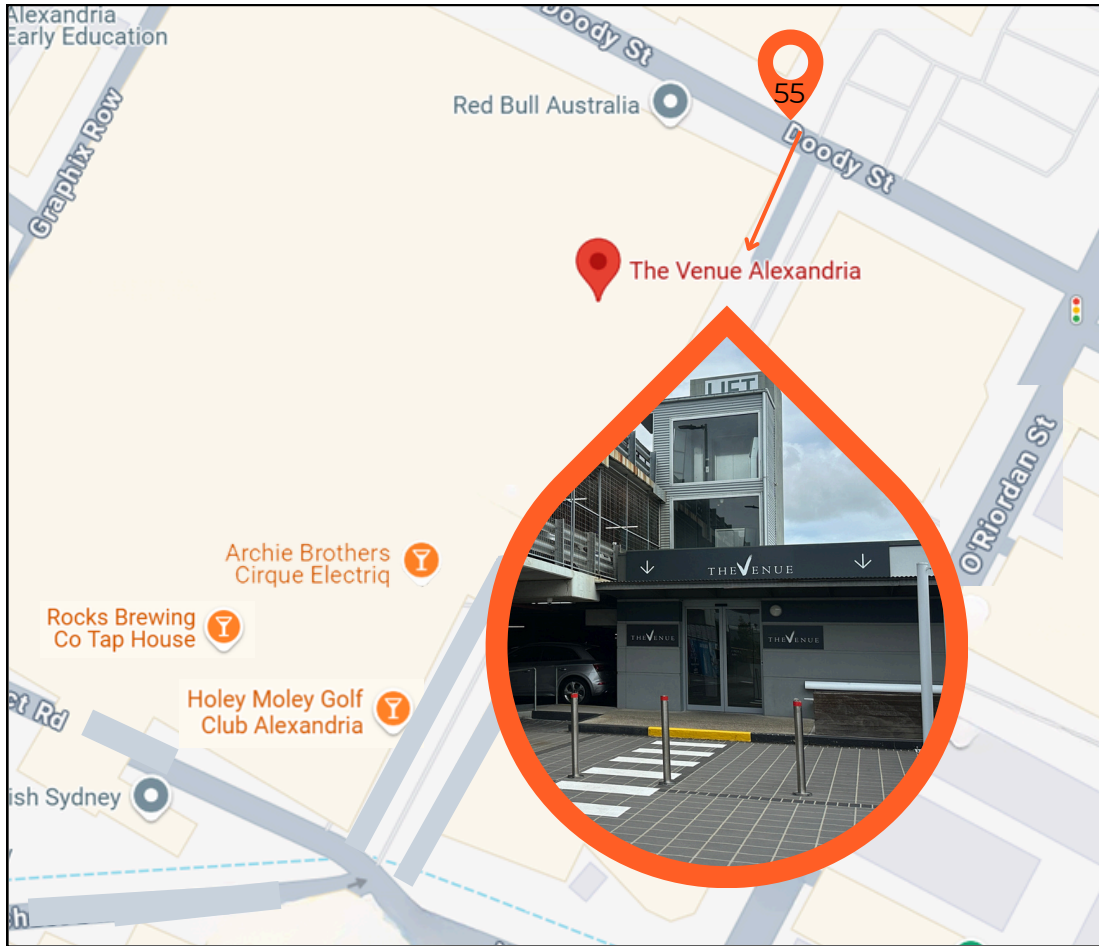 Alexandria
Early Education
Doody St
Red Bull Australia
55
Doody St
Graphix Row
The Venue Alexandria
LIFT
O'Riordan St
THE VENUE
THE VENUE
THE VENUE
Archie Brothers
Cirque Electriq
Rocks Brewing
Co Tap House
Holey Moley Golf
Club Alexandria
ct Rd
ish Sydney
h